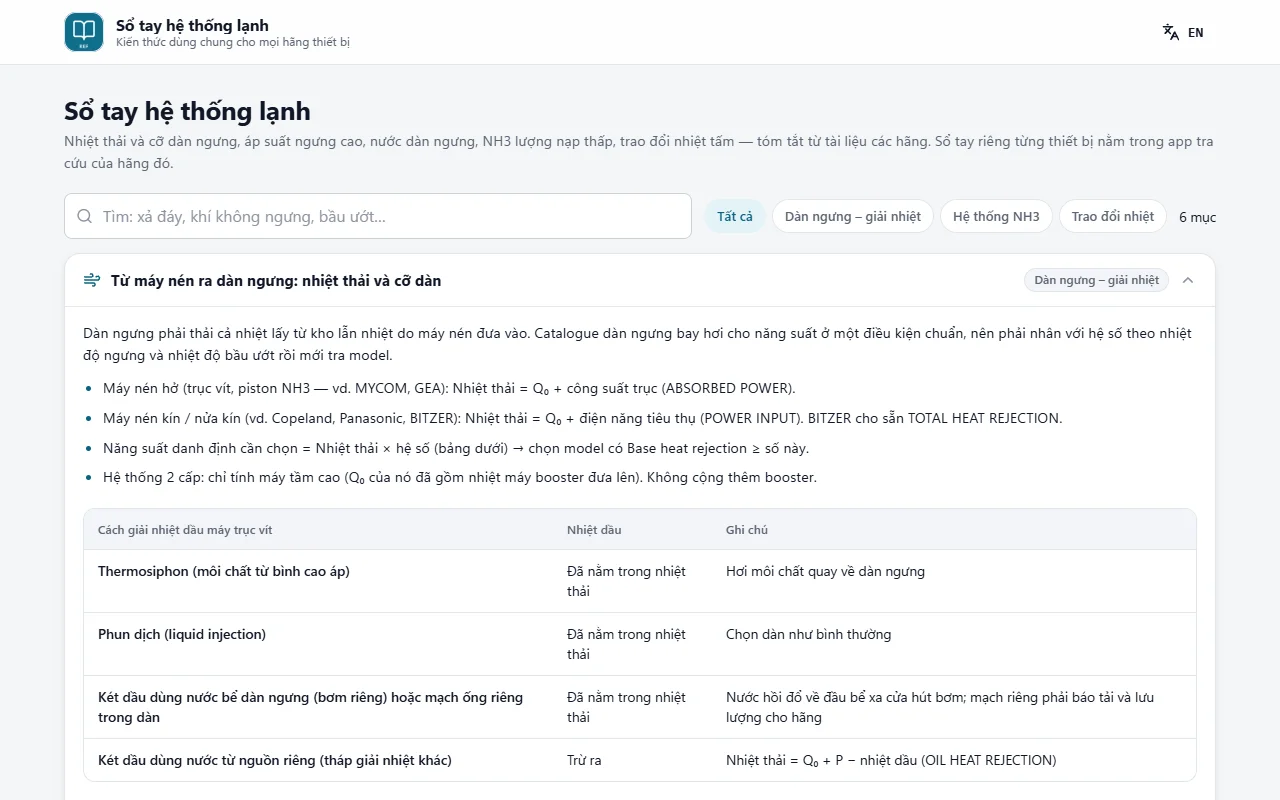 Sổ tay hệ thống lạnh
Kiến thức dùng chung cho mọi hãng thiết bị
EN
Sổ tay hệ thống lạnh
Nhiệt thải và cỡ dàn ngưng, áp suất ngưng cao, nước dàn ngưng, NH3 lượng nạp thấp, trao đổi nhiệt tấm — tóm tắt từ tài liệu các hãng. Sổ tay riêng từng thiết bị nằm trong app tra
cứu của hãng đó.
Tìm: xả đáy, khí không ngưng, bầu ướt...
Tất cả
Dàn ngưng – giải nhiệt
Hệ thống NH3
Trao đổi nhiệt
6 mục
Từ máy nén ra dàn ngưng: nhiệt thải và cỡ dàn
Dàn ngưng – giải nhiệt
Dàn ngưng phải thải cả nhiệt lấy từ kho lẫn nhiệt do máy nén đưa vào. Catalogue dàn ngưng bay hơi cho năng suất ở một điều kiện chuẩn, nên phải nhân với hệ số theo nhiệt
độ ngưng và nhiệt độ bầu ướt rồi mới tra model.
• Máy nén hở (trục vít, piston NH3 — vd. MYCOM, GEA): Nhiệt thải = Q₀ + công suất trục (ABSORBED POWER).
• Máy nén kín / nửa kín (vd. Copeland, Panasonic, BITZER): Nhiệt thải = Q₀ + điện năng tiêu thụ (POWER INPUT). BITZER cho sẵn TOTAL HEAT REJECTION.
• Năng suất danh định cần chọn = Nhiệt thải × hệ số (bảng dưới) → chọn model có Base heat rejection ≥ số này.
• Hệ thống 2 cấp: chỉ tính máy tầm cao (Q₀ của nó đã gồm nhiệt máy booster đưa lên). Không cộng thêm booster.
Cách giải nhiệt dầu máy trục vít
Nhiệt dầu
Ghi chú
Thermosiphon (môi chất từ bình cao áp)
Đã nằm trong nhiệt
thải
Hơi môi chất quay về dàn ngưng
Phun dịch (liquid injection)
Đã nằm trong nhiệt
thải
Chọn dàn như bình thường
Két dầu dùng nước bể dàn ngưng (bơm riêng) hoặc mạch ống riêng
trong dàn
Đã nằm trong nhiệt
thải
Nước hồi đổ về đầu bể xa cửa hút bơm; mạch riêng phải báo tải và lưu
lượng cho hãng
Két dầu dùng nước từ nguồn riêng (tháp giải nhiệt khác)
Trừ ra
Nhiệt thải = Q₀ + P − nhiệt dầu (OIL HEAT REJECTION)